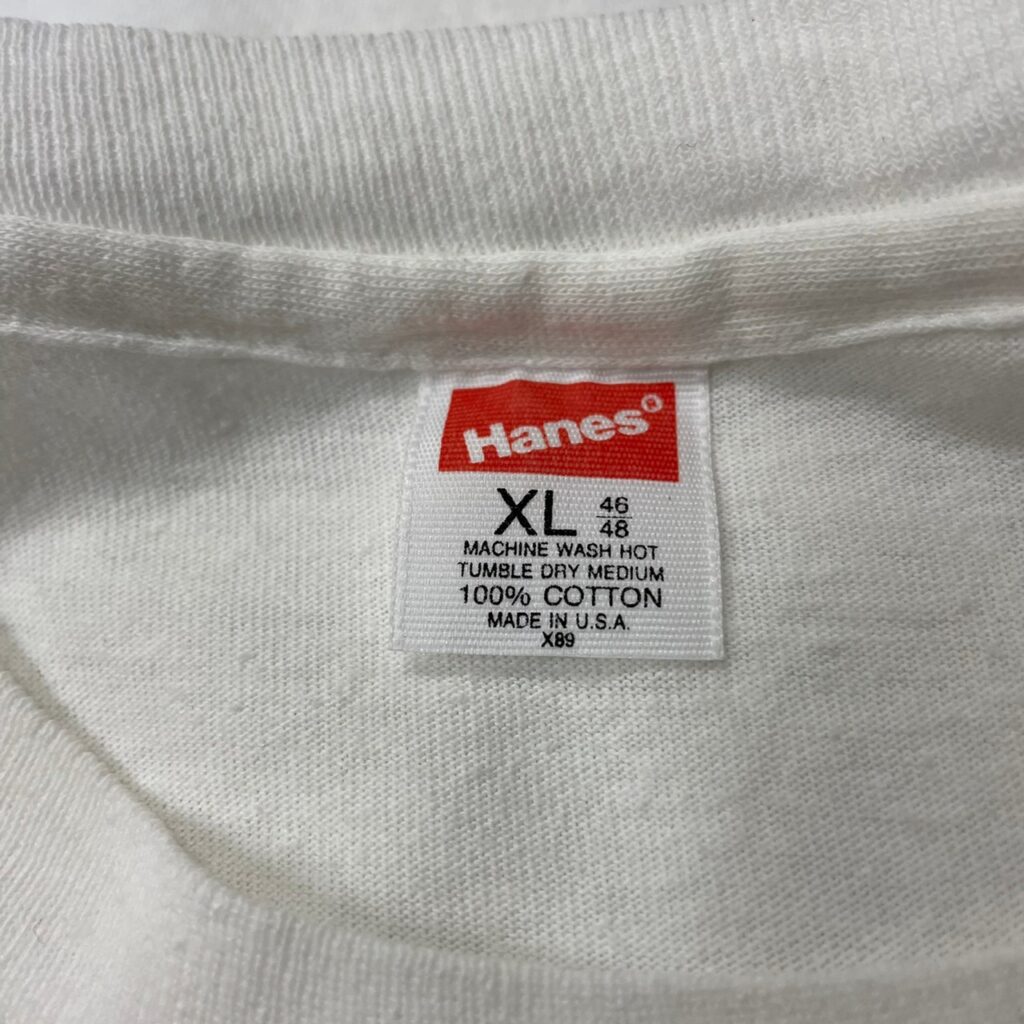 Hanes®
XL 46/48
MACHINE WASH HOT
TUMBLE DRY MEDIUM
100% COTTON
MADE IN U.S.A.
X89